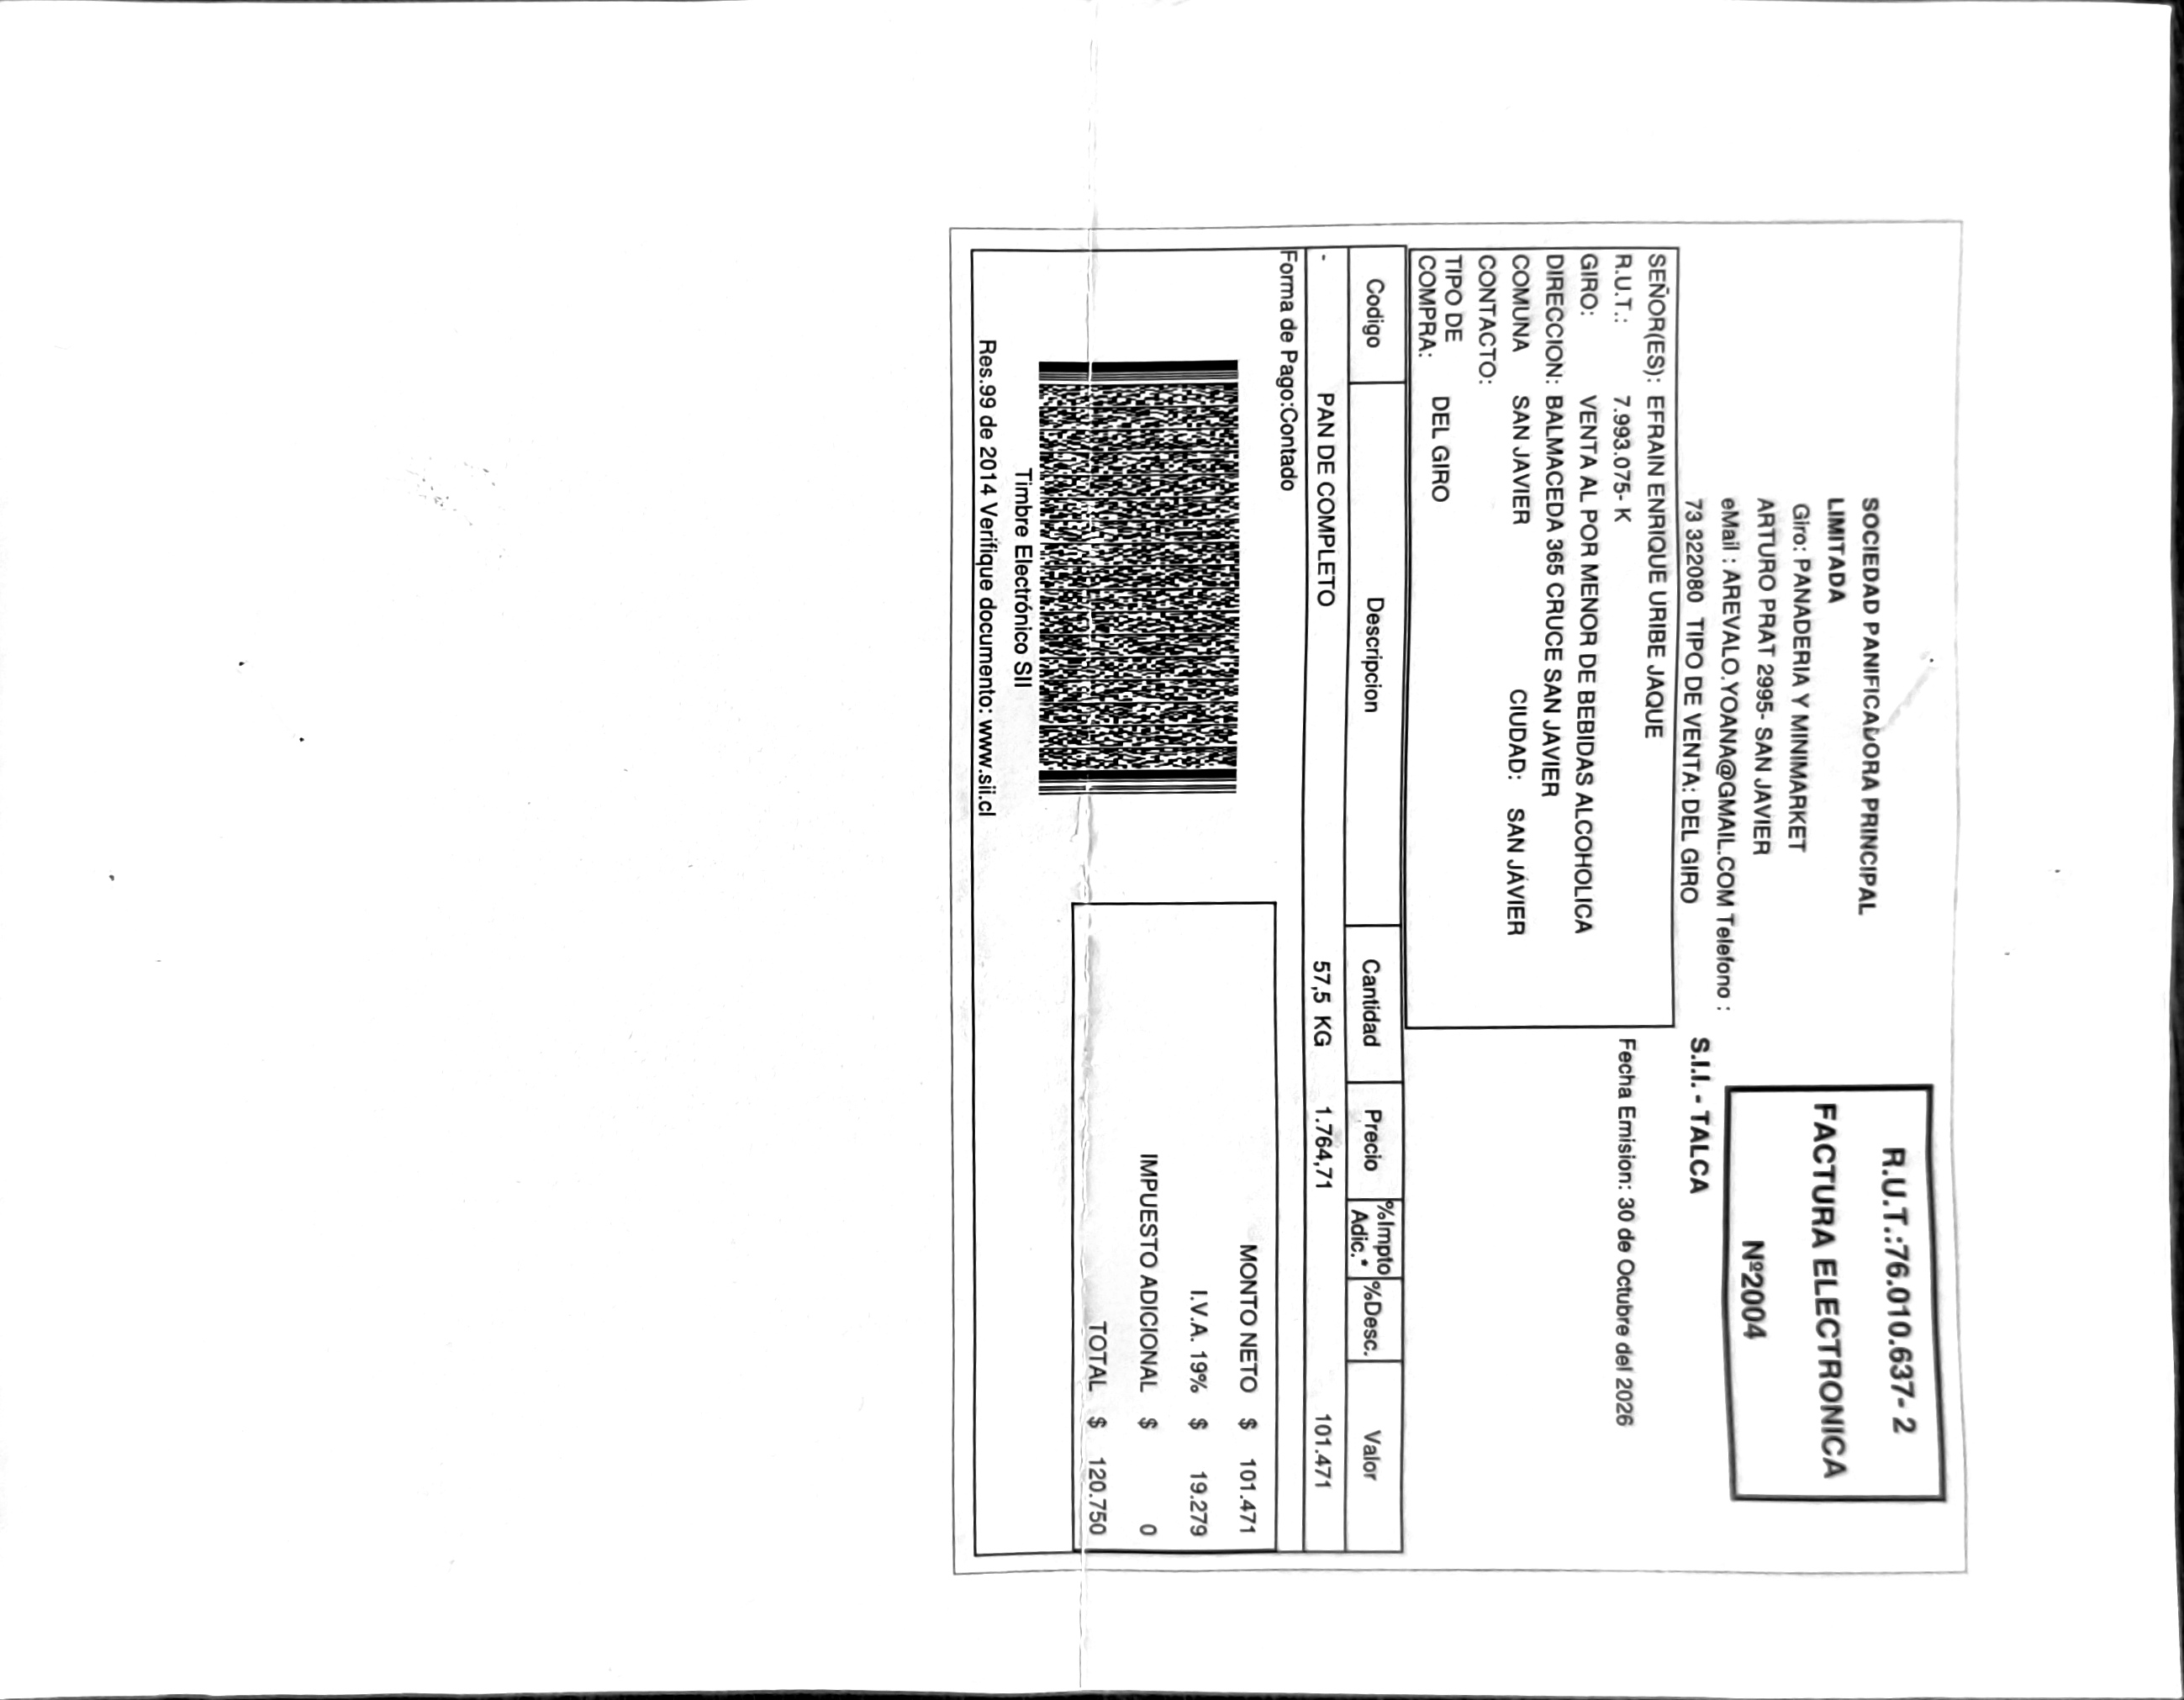 R.U.T.:76.010.637- 2
FACTURA ELECTRONICA
Nº2004
SOCIEDAD PANIFICADORA PRINCIPAL
LIMITADA
Giro: PANADERIA Y MINIMARKET
ARTURO PRAT 2995- SAN JAVIER
eMail : AREVALO.YOANA@GMAIL.COM Telefono :
73 322080 TIPO DE VENTA: DEL GIRO
S.I.I. - TALCA
Fecha Emision: 30 de Octubre del 2026
SEÑOR(ES): EFRAIN ENRIQUE URIBE JAQUE
R.U.T.: 7.993.075- K
GIRO: VENTA AL POR MENOR DE BEBIDAS ALCOHOLICA
DIRECCION: BALMACEDA 365 CRUCE SAN JAVIER
COMUNA SAN JAVIER CIUDAD: SAN JAVIER
CONTACTO:
TIPO DE
COMPRA: DEL GIRO
Codigo Descripcion Cantidad Precio %Impto Adic.* %Desc. Valor
- PAN DE COMPLETO 57,5 KG 1.764,71 101.471
Forma de Pago:Contado
MONTO NETO $ 101.471
I.V.A. 19% $ 19.279
IMPUESTO ADICIONAL $ 0
TOTAL $ 120.750
Timbre Electrónico SII
Res.99 de 2014 Verifique documento: www.sii.cl